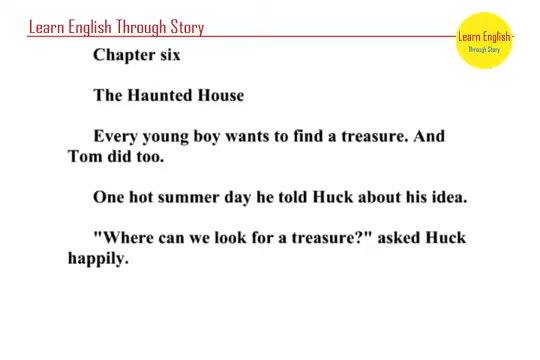 Learn English Through Story
Learn English
Through Story
Chapter six
The Haunted House
Every young boy wants to find a treasure. And
Tom did too.
One hot summer day he told Huck about his idea.
"Where can we look for a treasure?" asked Huck
happily.